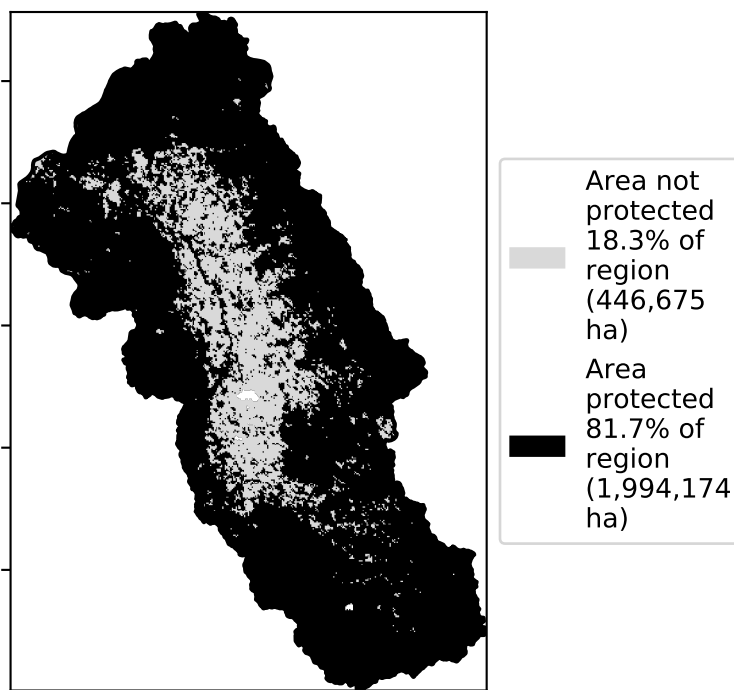 Area not
protected
18.3% of
region
(446,675
ha)
Area
protected
81.7% of
region
(1,994,174
ha)